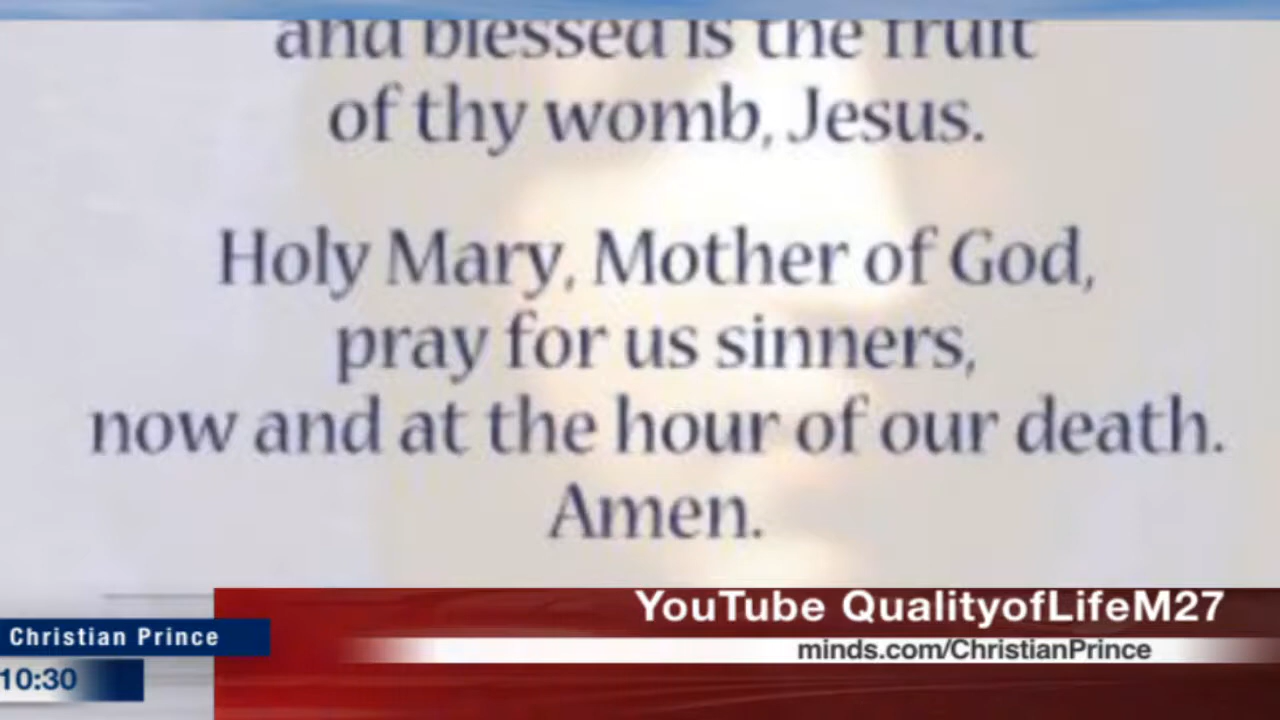 and blessed is the fruit
of thy womb, Jesus.
Holy Mary, Mother of God,
pray for us sinners,
now and at the hour of our death.
Amen.
YouTube QualityofLifeM27
minds.com/ChristianPrince
Christian Prince
10:30